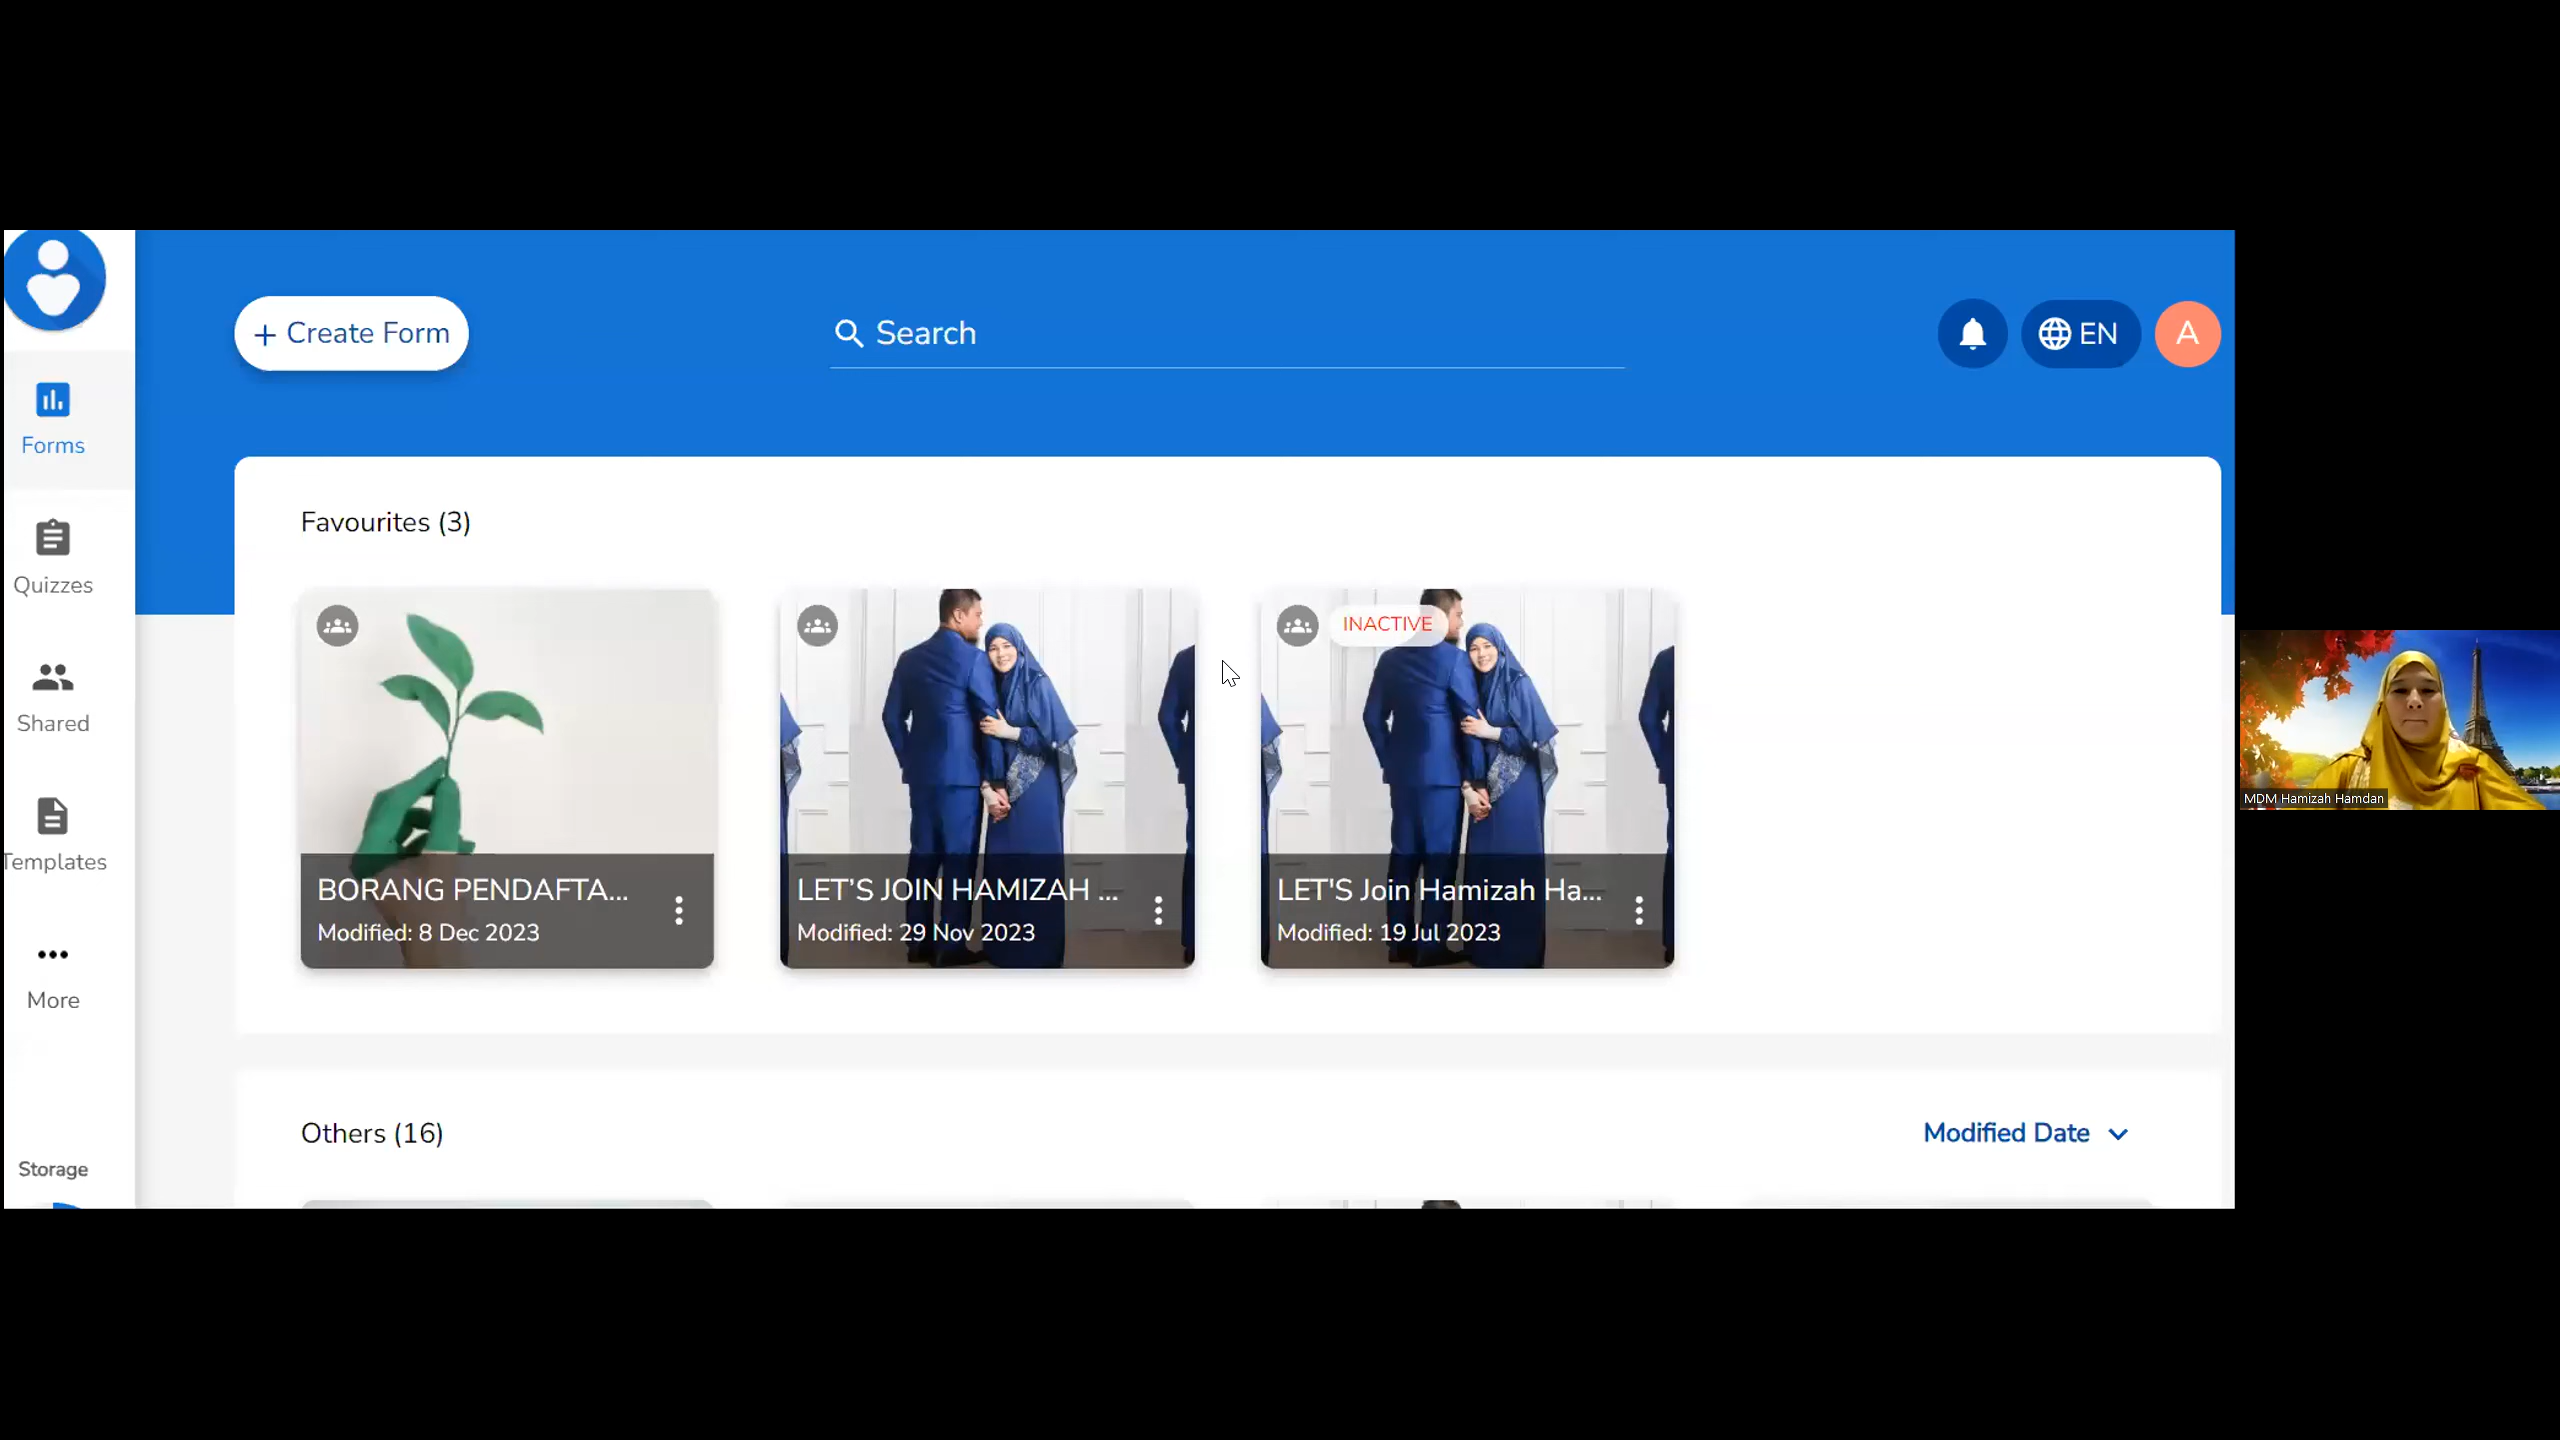 + Create Form
Search
EN
A
Forms
Quizzes
Shared
Templates
More
Storage
Favourites (3)
BORANG PENDAFTA...
Modified: 8 Dec 2023
LET'S JOIN HAMIZAH ...
Modified: 29 Nov 2023
INACTIVE
LET'S Join Hamizah Ha...
Modified: 19 Jul 2023
Others (16)
Modified Date
MDM Hamizah Hamdan